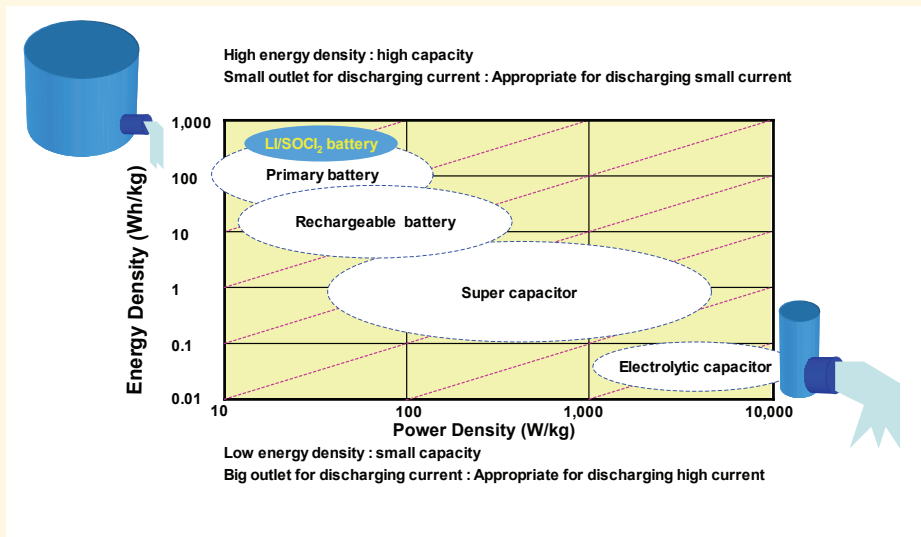 High energy density : high capacity
Small outlet for discharging current : Appropriate for discharging small current
1,000
100
10
1
0.1
0.01
Energy Density (Wh/kg)
LI/SOCl₂ battery
Primary battery
Rechargeable battery
Super capacitor
Electrolytic capacitor
10
100
1,000
10,000
Power Density (W/kg)
Low energy density : small capacity
Big outlet for discharging current : Appropriate for discharging high current